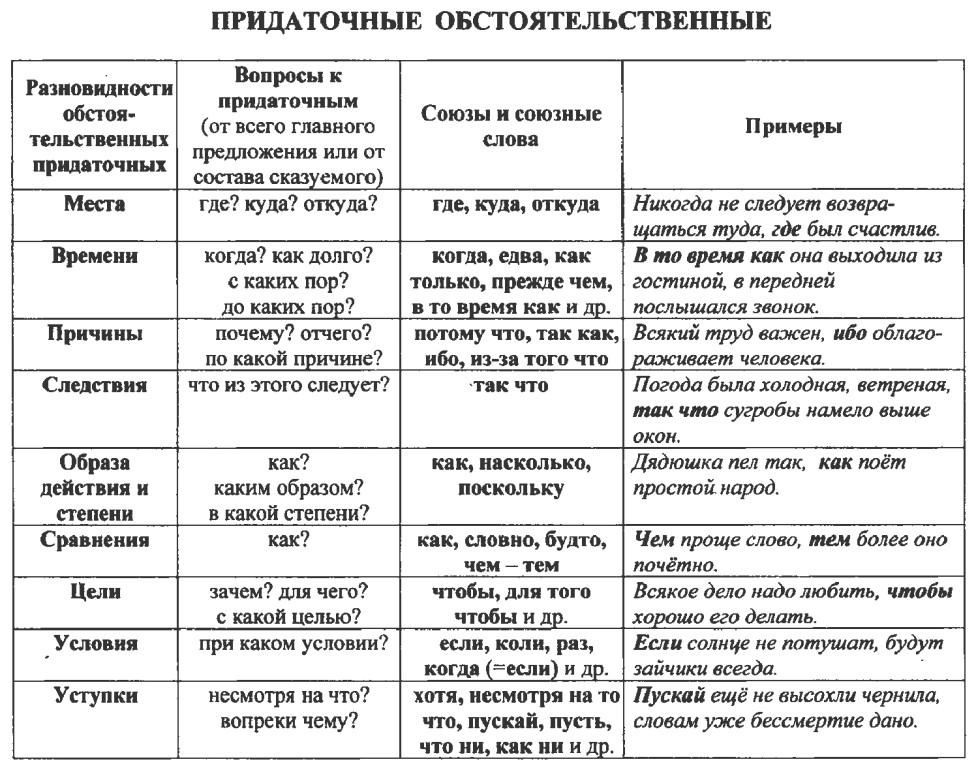 ПРИДАТОЧНЫЕ ОБСТОЯТЕЛЬСТВЕННЫЕ
Разновидности
обстоя-
тельственных
придаточных
Вопросы к
придаточным
(от всего главного
предложения или от
состава сказуемого)
Союзы и союзные
слова
Примеры
Места
где? куда? откуда?
где, куда, откуда
Никогда не следует возвра-
щаться туда, где был счастлив.
Времени
когда? как долго?
с каких пор?
до каких пор?
когда, едва, как
только, прежде чем,
в то время как и др.
В то время как она выходила из
гостиной, в передней
послышался звонок.
Причины
почему? отчего?
по какой причине?
потому что, так как,
ибо, из-за того что
Всякий труд важен, ибо облаго-
раживает человека.
Следствия
что из этого следует?
так что
Погода была холодная, ветреная,
так что сугробы намело выше
окон.
Образа
действия и
степени
как?
каким образом?
в какой степени?
как, насколько,
поскольку
Дядюшка пел так, как поёт
простой народ.
Сравнения
как?
как, словно, будто,
чем – тем
Чем проще слово, тем более оно
почётно.
Цели
зачем? для чего?
с какой целью?
чтобы, для того
чтобы и др.
Всякое дело надо любить, чтобы
хорошо его делать.
Условия
при каком условии?
если, коли, раз,
когда (=если) и др.
Если солнце не потушат, будут
зайчики всегда.
Уступки
несмотря на что?
вопреки чему?
хотя, несмотря на то
что, пускай, пусть,
что ни, как ни и др.
Пускай ещё не высохли чернила,
словам уже бессмертие дано.